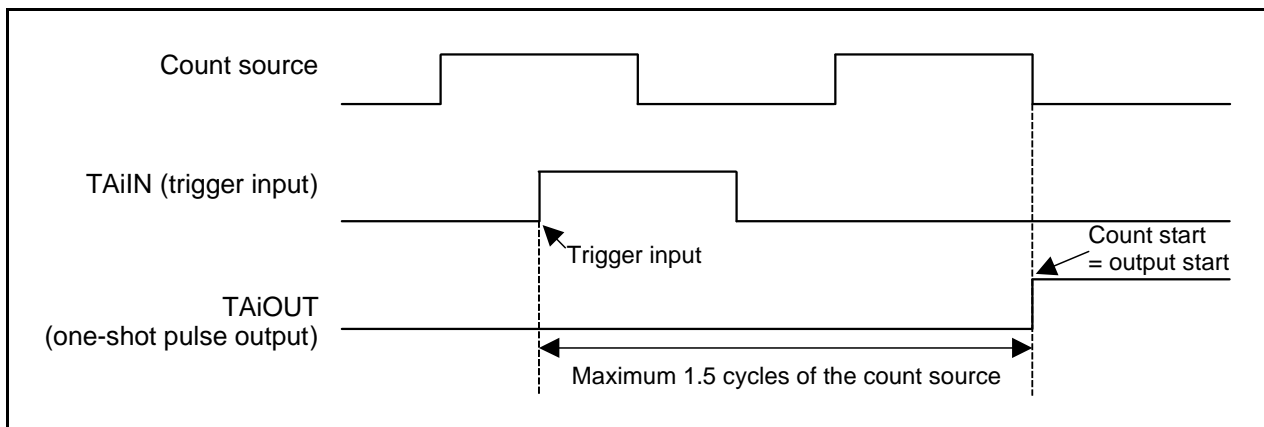 Count source
TAiIN (trigger input)
Trigger input
Count start
= output start
TAiOUT
(one-shot pulse output)
Maximum 1.5 cycles of the count source